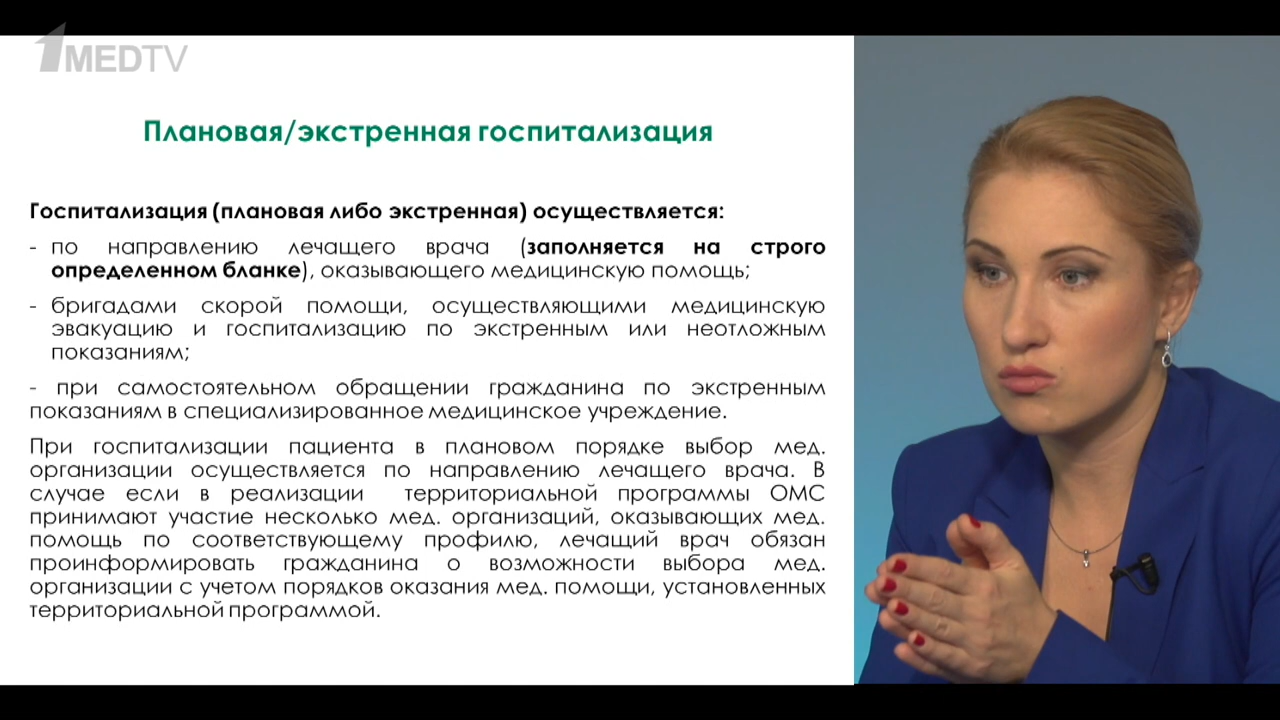 1MEDTV
Плановая/экстренная госпитализация
Госпитализация (плановая либо экстренная) осуществляется:
- по направлению лечащего врача (заполняется на строго
определенном бланке), оказывающего медицинскую помощь;
- бригадами скорой помощи, осуществляющими медицинскую
эвакуацию и госпитализацию по экстренным или неотложным
показаниям;
- при самостоятельном обращении гражданина по экстренным
показаниям в специализированное медицинское учреждение.
При госпитализации пациента в плановом порядке выбор мед.
организации осуществляется по направлению лечащего врача. В
случае если в реализации территориальной программы ОМС
принимают участие несколько мед. организаций, оказывающих мед.
помощь по соответствующему профилю, лечащий врач обязан
проинформировать гражданина о возможности выбора мед.
организации с учетом порядков оказания мед. помощи, установленных
территориальной программой.